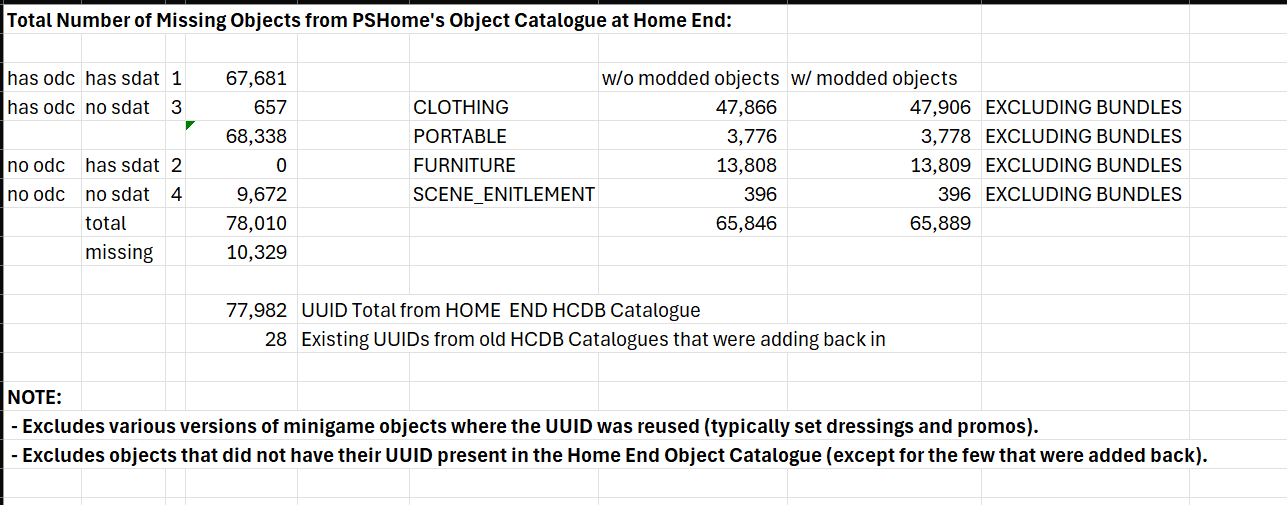 Total Number of Missing Objects from PSHome's Object Catalogue at Home End:
has odc has sdat 1 67,681 w/o modded objects w/ modded objects
has odc no sdat 3 657 CLOTHING 47,866 47,906 EXCLUDING BUNDLES
68,338 PORTABLE 3,776 3,778 EXCLUDING BUNDLES
no odc has sdat 2 0 FURNITURE 13,808 13,809 EXCLUDING BUNDLES
no odc no sdat 4 9,672 SCENE_ENITLEMENT 396 396 EXCLUDING BUNDLES
total 78,010 65,846 65,889
missing 10,329
77,982 UUID Total from HOME END HCDB Catalogue
28 Existing UUIDs from old HCDB Catalogues that were adding back in
NOTE:
- Excludes various versions of minigame objects where the UUID was reused (typically set dressings and promos).
- Excludes objects that did not have their UUID present in the Home End Object Catalogue (except for the few that were added back).